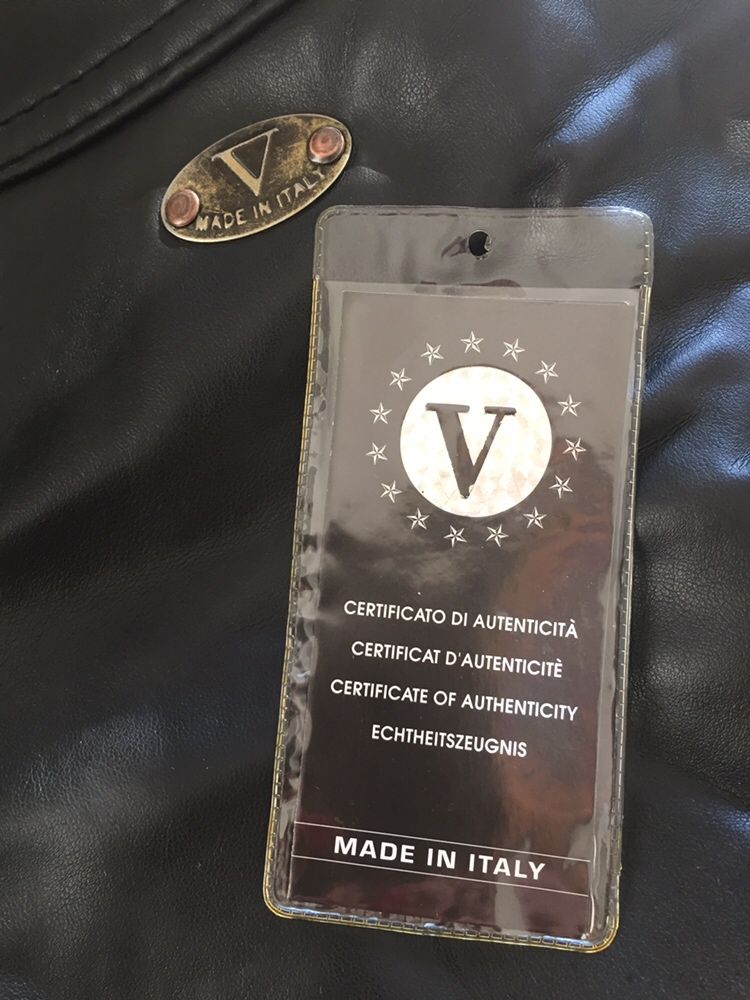 V
MADE IN ITALY
V
CERTIFICATO DI AUTENTICITÀ
CERTIFICAT D'AUTENTICITÈ
CERTIFICATE OF AUTHENTICITY
ECHTHEITSZEUGNIS
MADE IN ITALY